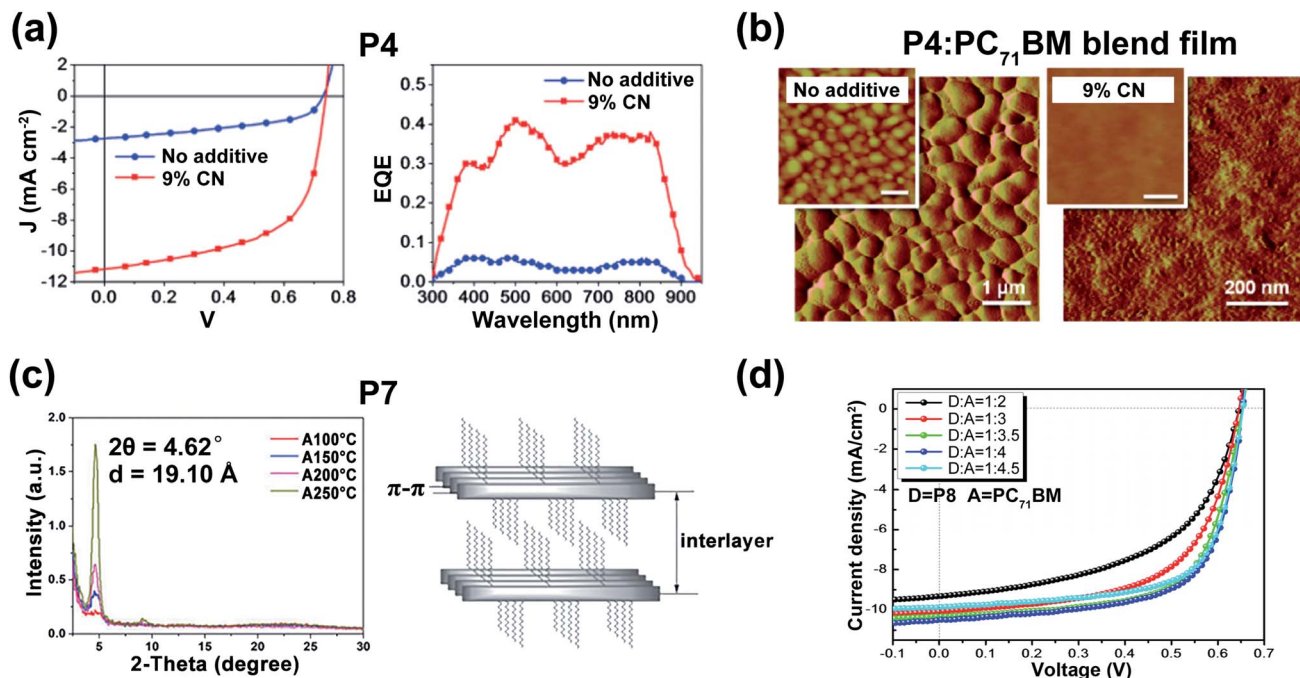 (a)
P4
J (mA cm-2)
2
0
-2
-4
-6
-8
-10
-12
0.0
0.2
0.4
0.6
0.8
V
No additive
9% CN
EQE
0.5
0.4
0.3
0.2
0.1
0.0
300
400
500
600
700
800
900
Wavelength (nm)
No additive
9% CN
(b)
P4:PC71BM blend film
No additive
1 μm
9% CN
200 nm
(c)
P7
Intensity (a.u.)
2.0
1.5
1.0
0.5
0.0
5
10
15
20
25
30
2-Theta (degree)
2θ = 4.62°
d = 19.10 Å
A100°C
A150°C
A200°C
A250°C
π-π
interlayer
(d)
Current density (mA/cm²)
0
-2
-4
-6
-8
-10
-0.1
0.0
0.1
0.2
0.3
0.4
0.5
0.6
0.7
Voltage (V)
D:A=1:2
D:A=1:3
D:A=1:3.5
D:A=1:4
D:A=1:4.5
D=P8 A=PC71BM